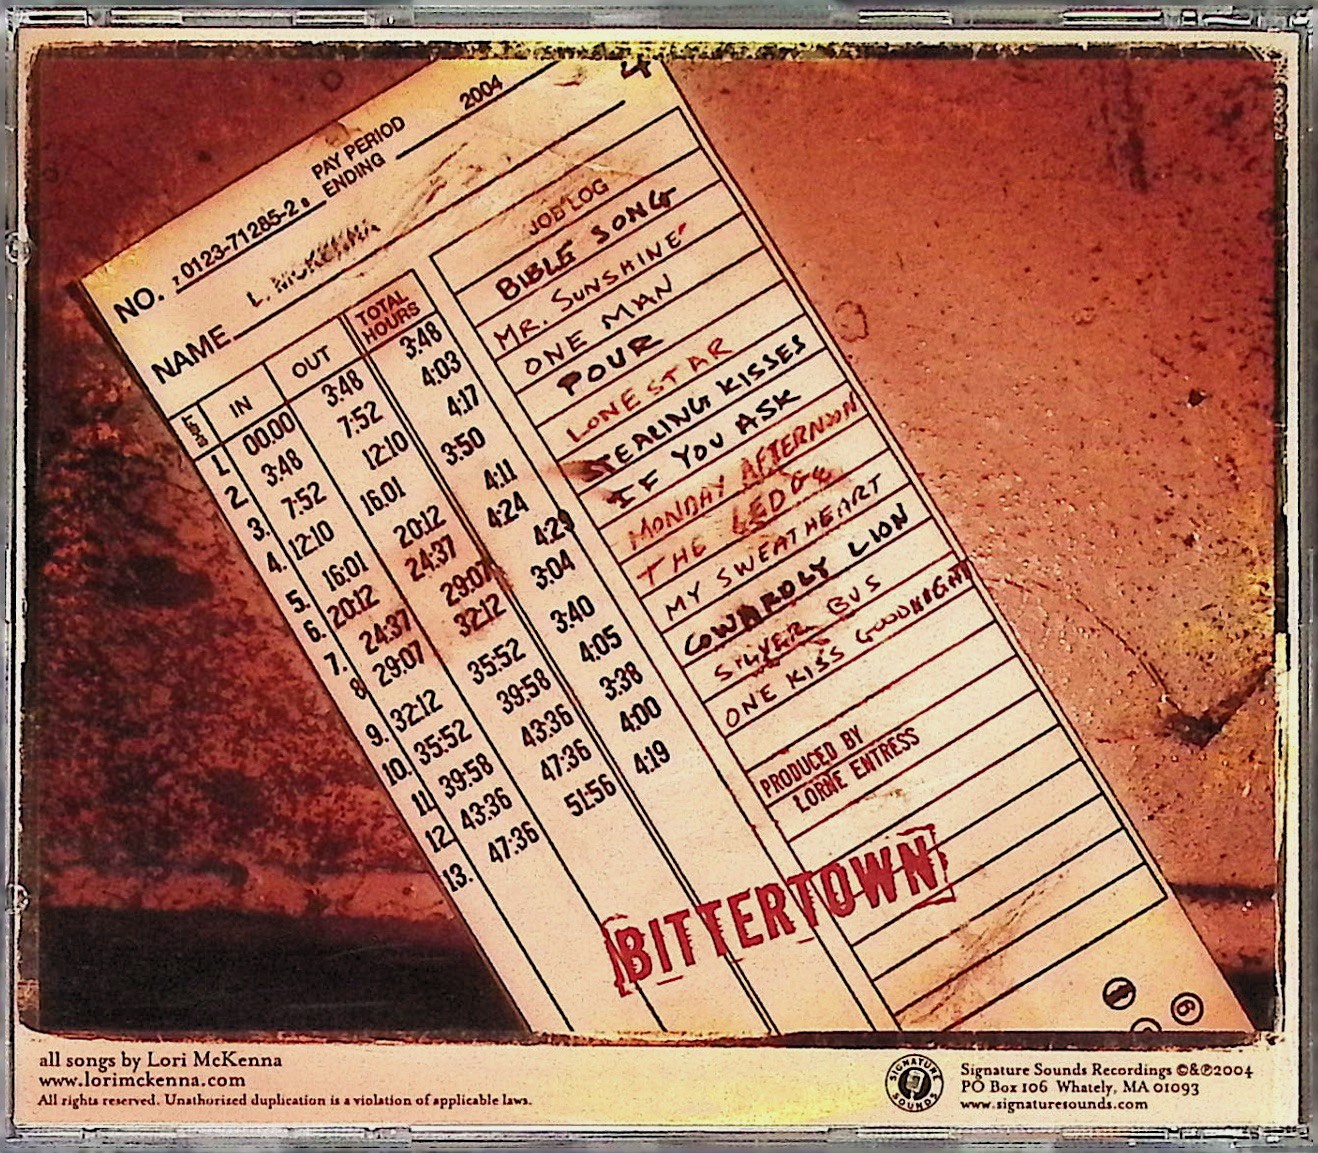 4
NO. 70123-71285-2 PAY PERIOD ENDING 2004
NAME L. MCKENNA
IN OUT TOTAL HOURS JOB LOG
1. 00.00 3:48 3:48 BIBLE SONG
2. 3:48 7:52 4:03 MR. SUNSHINE
3. 7:52 12:10 4:17 ONE MAN
4. 12:10 16:01 3:50 POUR
5. 16:01 20:12 4:11 LONE STAR
6. 20:12 24:37 4:24 STEALING KISSES
7. 24:37 29:07 4:29 IF YOU ASK
8. 29:07 32:12 3:04 MONDAY AFTERNOON
9. 32:12 35:52 3:40 THE LEDGE
10. 35:52 39:58 4:05 MY SWEATHEART
11. 39:58 43:36 3:38 COWARDLY LION
12. 43:36 47:36 4:00 SILVER BUS
13. 47:36 51:56 4:19 ONE KISS GOODNIGHT
PRODUCED BY
LORNE ENTRESS
BITTERTOWN
6
all songs by Lori McKenna
www.lorimckenna.com
All rights reserved. Unathorized duplication is a violation of applicable laws.
SIGNATURE SOUNDS
Signature Sounds Recordings ©&℗2004
PO Box 106 Whately, MA 01093
www.signaturesounds.com